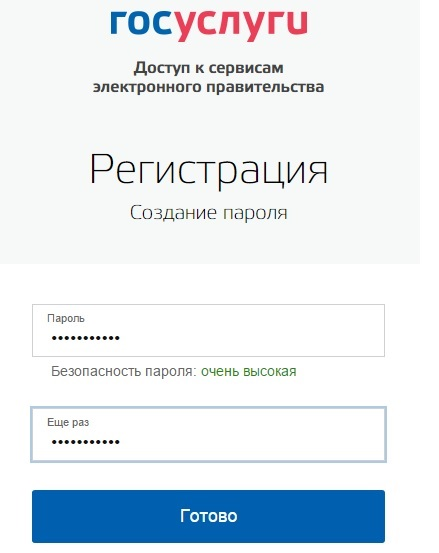 госуслуги
Доступ к сервисам
электронного правительства
Регистрация
Создание пароля
Пароль
•••••••••••
Безопасность пароля: очень высокая
Еще раз
•••••••••••
Готово